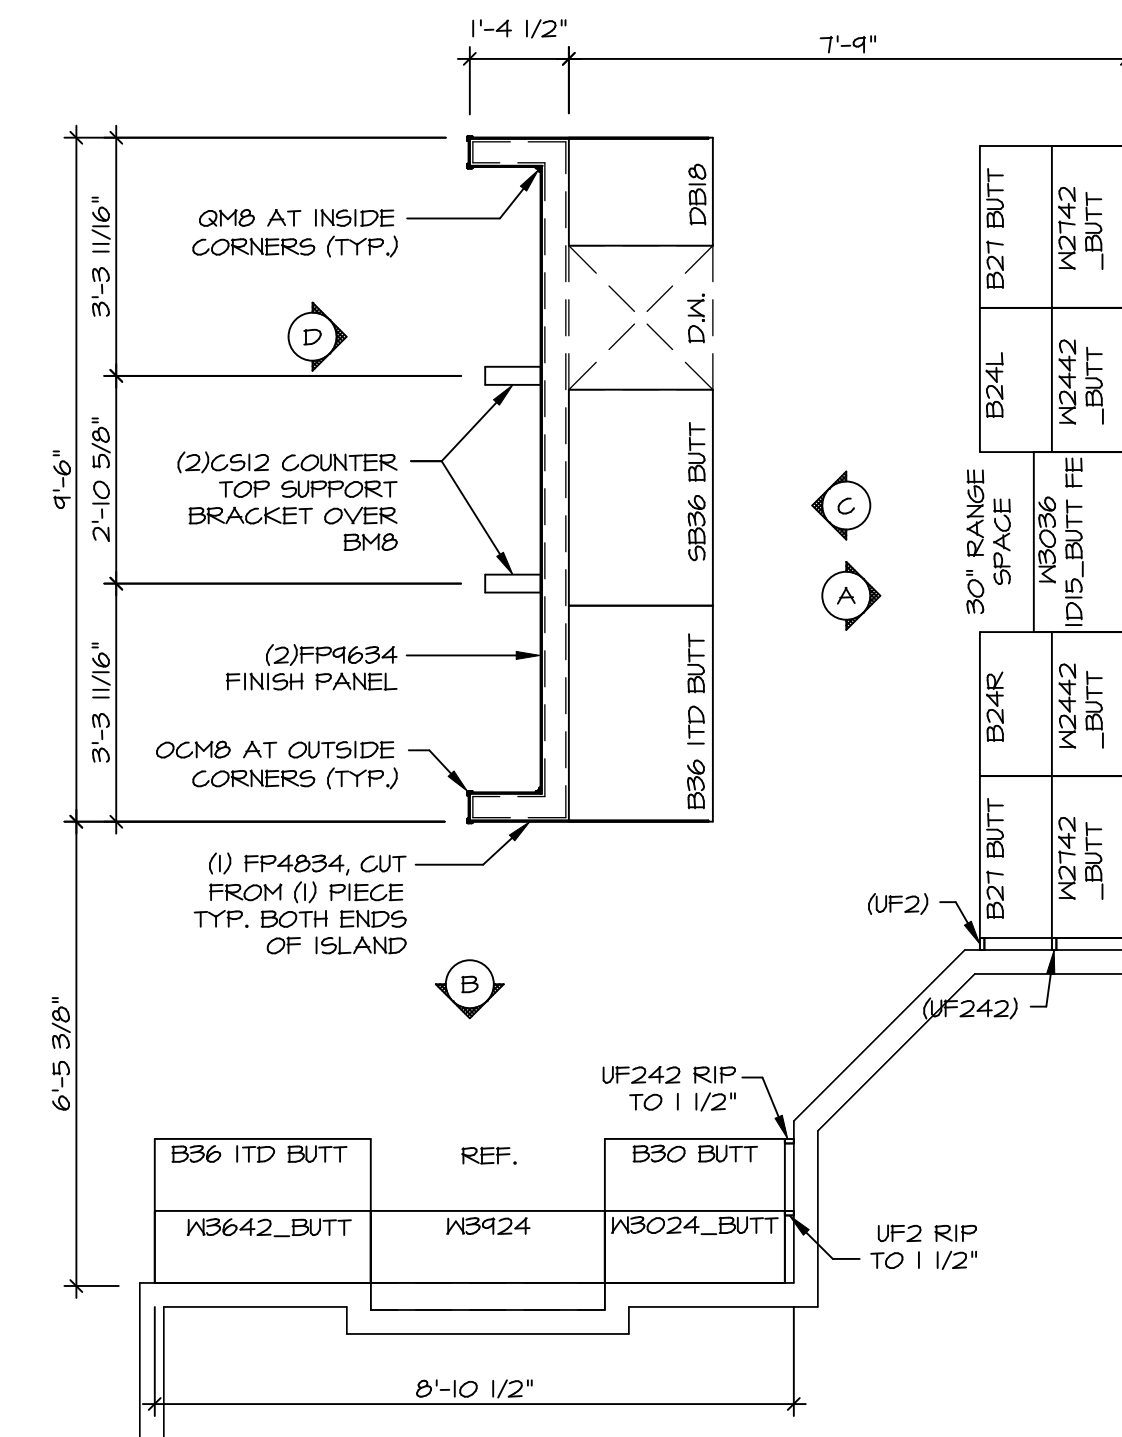 1'-4 1/2"
7'-9"
3'-3 11/16"
2'-10 5/8"
3'-3 11/16"
9'-6"
6'-5 3/8"
QM8 AT INSIDE
CORNERS (TYP.)
D
(2)CS12 COUNTER
TOP SUPPORT
BRACKET OVER
BM8
(2)FP9634
FINISH PANEL
OCM8 AT OUTSIDE
CORNERS (TYP.)
(1) FP4834, CUT
FROM (1) PIECE
TYP. BOTH ENDS
OF ISLAND
B
DB18
D.W.
SB36 BUTT
B36 1TD BUTT
C
A
B27 BUTT
W2742
_BUTT
B24L
W2442
_BUTT
30" RANGE
SPACE
W3036
1D15_BUTT FE
B24R
W2442
_BUTT
B27 BUTT
W2742
_BUTT
(UF2)
(UF242)
UF242 RIP
TO 1 1/2"
B36 1TD BUTT
REF.
B30 BUTT
W3642_BUTT
W3924
W3024_BUTT
UF2 RIP
TO 1 1/2"
8'-10 1/2"